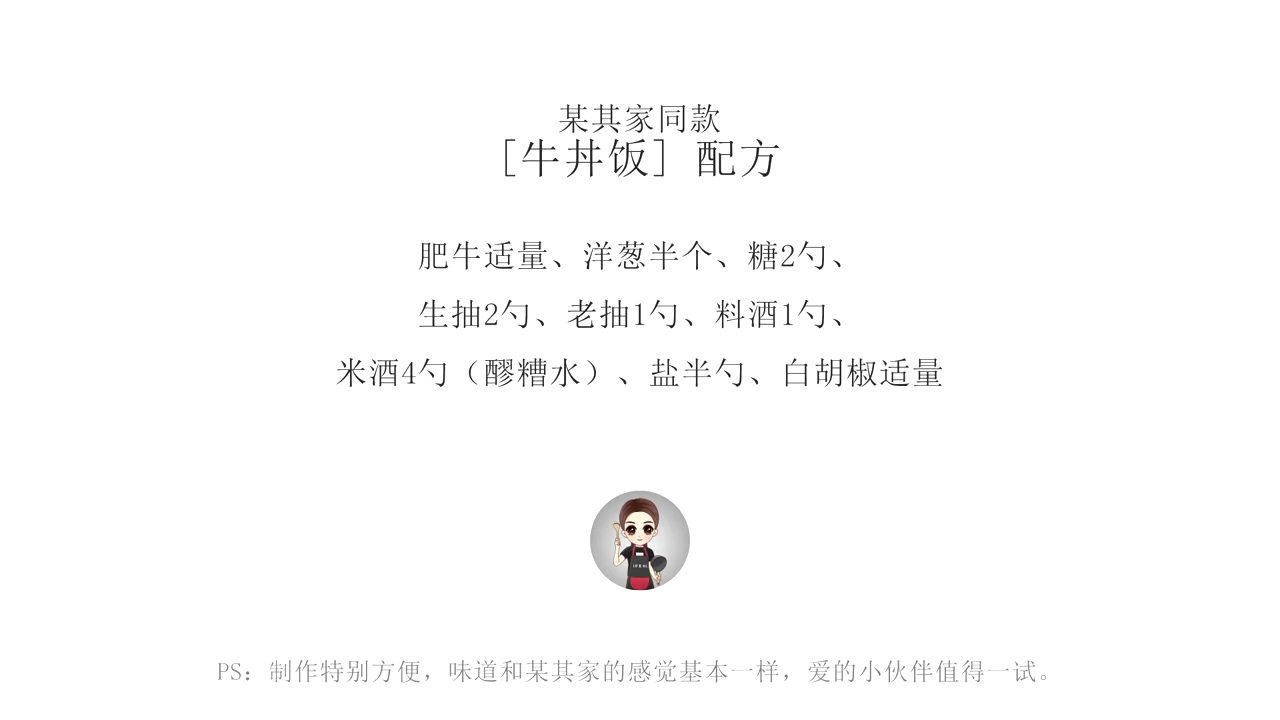 某其家同款
[牛丼饭] 配方
肥牛适量、洋葱半个、糖2勺、
生抽2勺、老抽1勺、料酒1勺、
米酒4勺（醪糟水）、盐半勺、白胡椒适量
PS：制作特别方便，味道和某其家的感觉基本一样，爱的小伙伴值得一试。